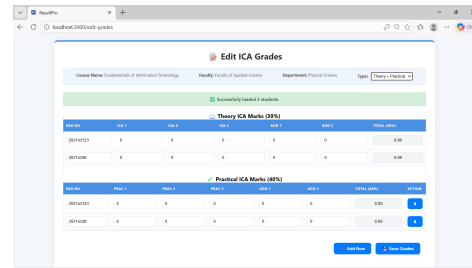 ResultPro
localhost:3000/edit-grades
Edit ICA Grades
Course Name: Fundamentals of Information Technology Faculty: Faculty of Applied Science Department: Physical Science Type: Theory + Practical
Successfully loaded 2 students.
Theory ICA Marks (30%)
REG NO ICA 1 ICA 2 ICA 3 ADD 1 ADD 2 TOTAL (30%)
2021ict123 0 0 0 0 0 0.00
0 0 0 0 0 0.00
Practical ICA Marks (40%)
REG NO PRAC 1 PRAC 2 PRAC 3 ADD 1 ADD 2 TOTAL (40%) ACTION
2021ict123 0 0 0 0 0 0.00
0 0 0 0 0 0.00
Add Row Save Grades